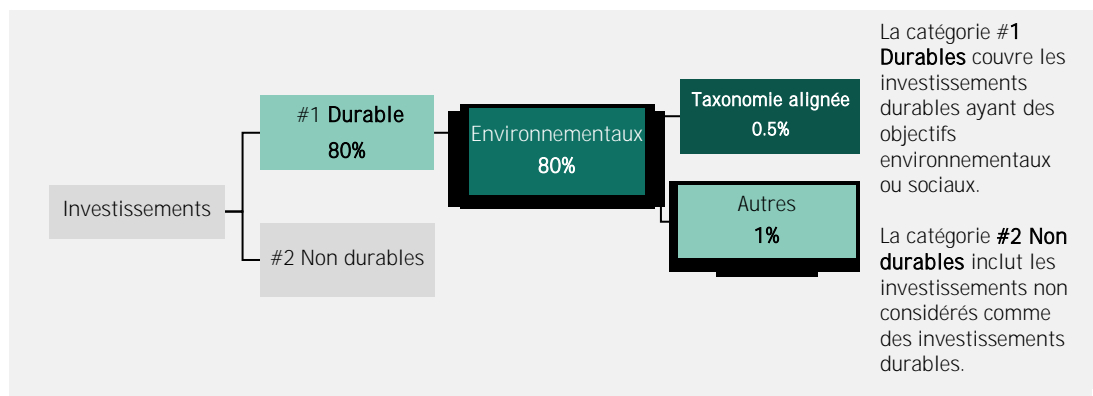 Investissements
#1 Durable
80%
#2 Non durables
Environnementaux
80%
Taxonomie alignée
0.5%
Autres
1%
La catégorie #1
Durables couvre les
investissements
durables ayant des
objectifs
environnementaux
ou sociaux.
La catégorie #2 Non
durables inclut les
investissements non
considérés comme
des investissements
durables.